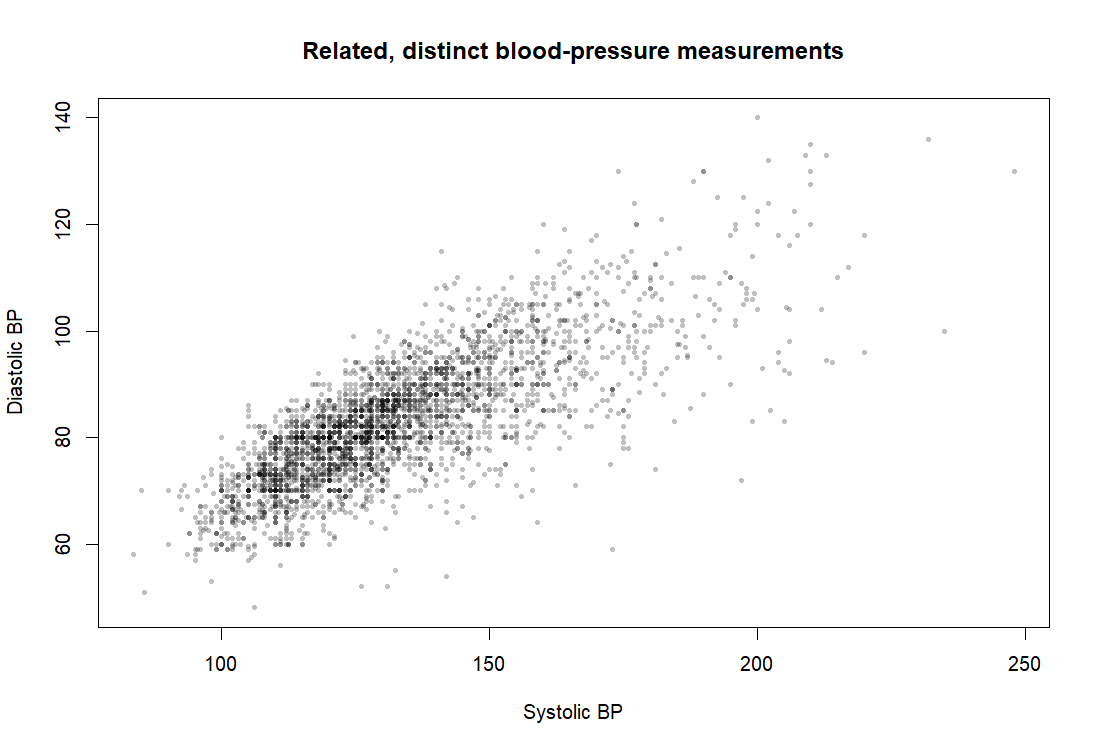 Related, distinct blood-pressure measurements
140
120
100
80
60
Diastolic BP
100 150 200 250
Systolic BP